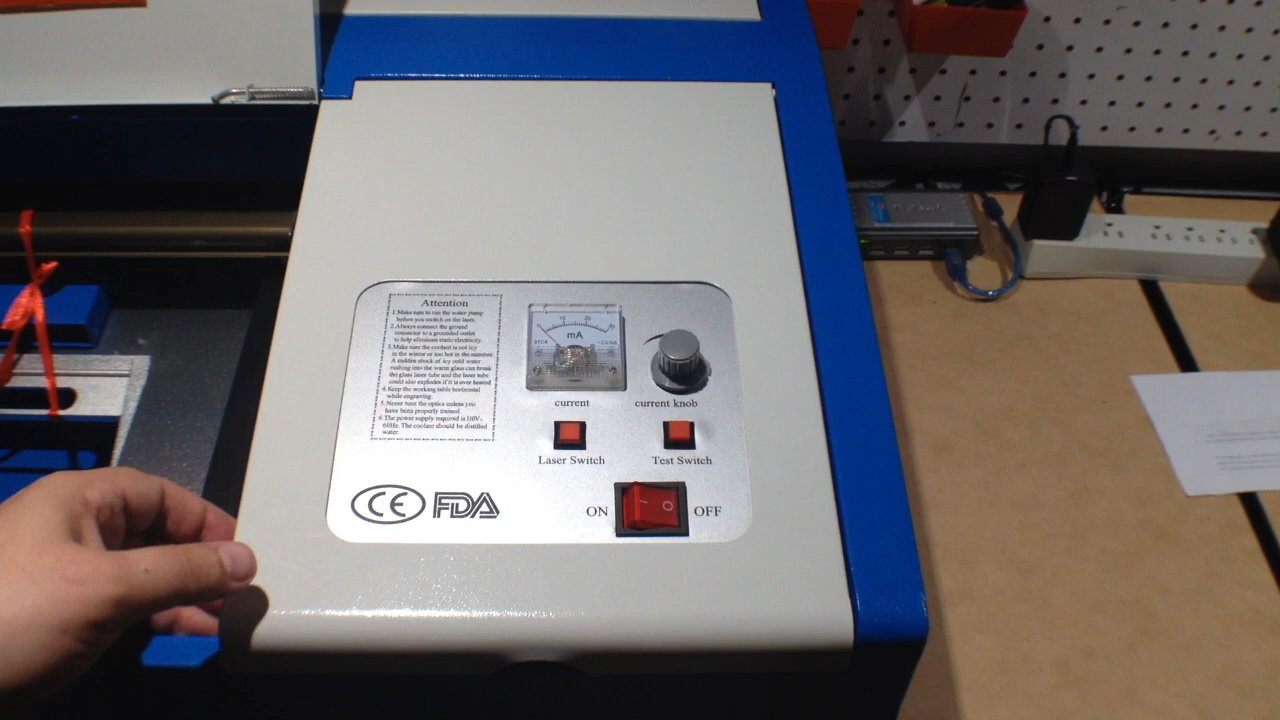 Attention
1.Make sure to run the water pump
before you switch on the laser.
2.Always connect the ground
connector to a grounded outlet
to help eliminate static electricity.
3.Make sure the coolant is not icy
in the winter or too hot in the summer.
A sudden shock of icy cold water
rushing into the warm glass can break
the glass laser tube and the laser tube
could also explodes if it is over heated
4.Keep the working table horizontal
while engraving.
5.Never tune the optics unless you
have been properly trained.
6.The power supply required is 110V-
60Hz. The coolant should be distilled
water.
0 10 20 30
mA
current
current knob
Laser Switch
Test Switch
CE FDA
ON
OFF